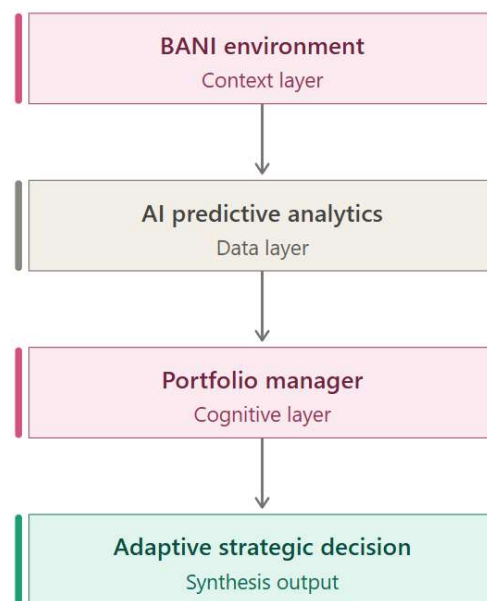 BANI environment
Context layer
AI predictive analytics
Data layer
Portfolio manager
Cognitive layer
Adaptive strategic decision
Synthesis output